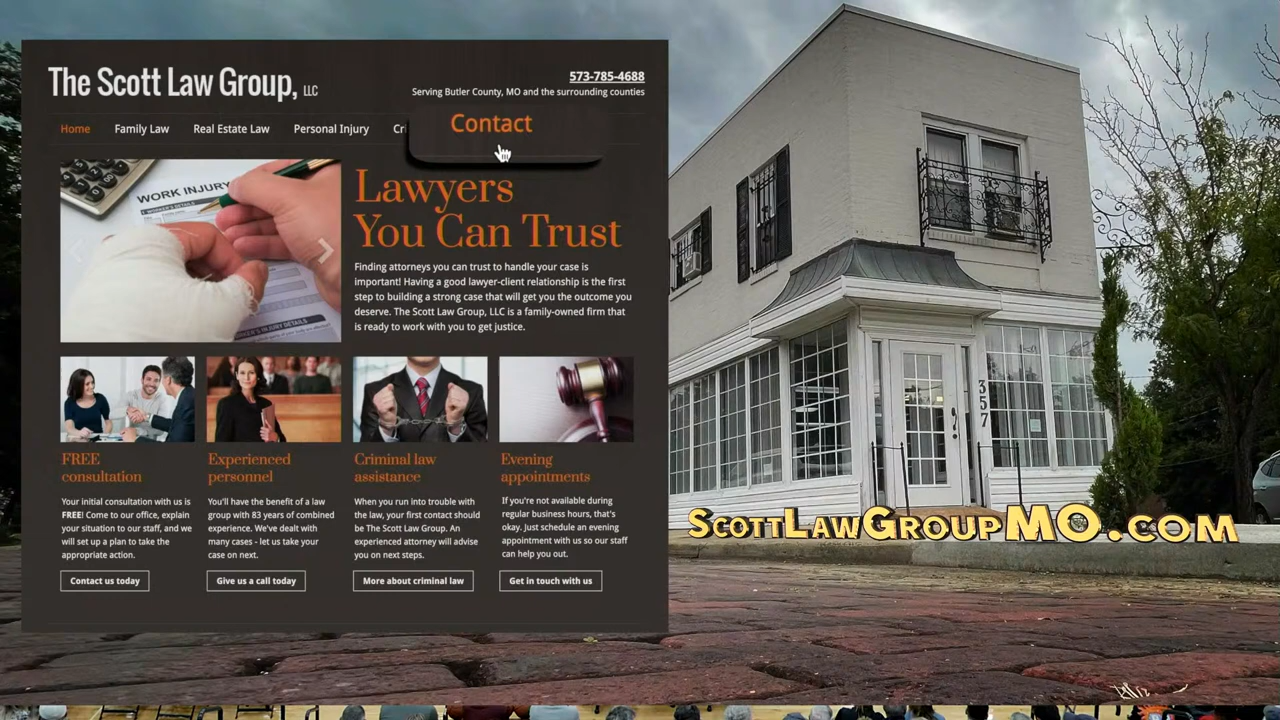 The Scott Law Group, LLC
573-785-4688
Serving Butler County, MO and the surrounding counties
Home Family Law Real Estate Law Personal Injury Cri
Contact
WORK INJURY
Lawyers
You Can Trust
Finding attorneys you can trust to handle your case is
important! Having a good lawyer-client relationship is the first
step to building a strong case that will get you the outcome you
deserve. The Scott Law Group, LLC is a family-owned firm that
is ready to work with you to get justice.
FREE
consultation
Your initial consultation with us is
FREE! Come to our office, explain
your situation to our staff, and we
will set up a plan to take the
appropriate action.
Contact us today
Experienced
personnel
You'll have the benefit of a law
group with 83 years of combined
experience. We've dealt with
many cases - let us take your
case on next.
Give us a call today
Criminal law
assistance
When you run into trouble with
the law, your first contact should
be The Scott Law Group. An
experienced attorney will advise
you on next steps.
More about criminal law
Evening
appointments
If you're not available during
regular business hours, that's
okay. Just schedule an evening
appointment with us so our staff
can help you out.
Get in touch with us
357
ScottLawGroupMO.com